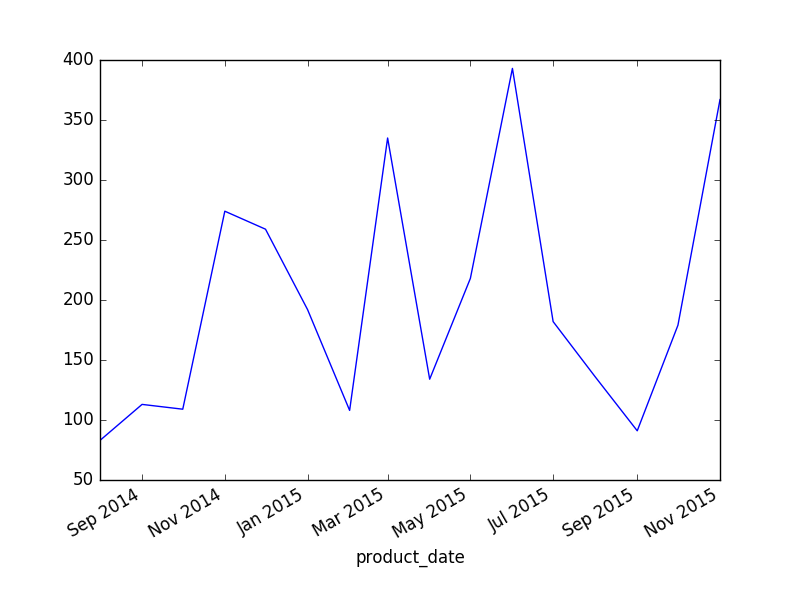 400
350
300
250
200
150
100
50
Sep 2014
Nov 2014
Jan 2015
Mar 2015
May 2015
Jul 2015
Sep 2015
Nov 2015
product_date